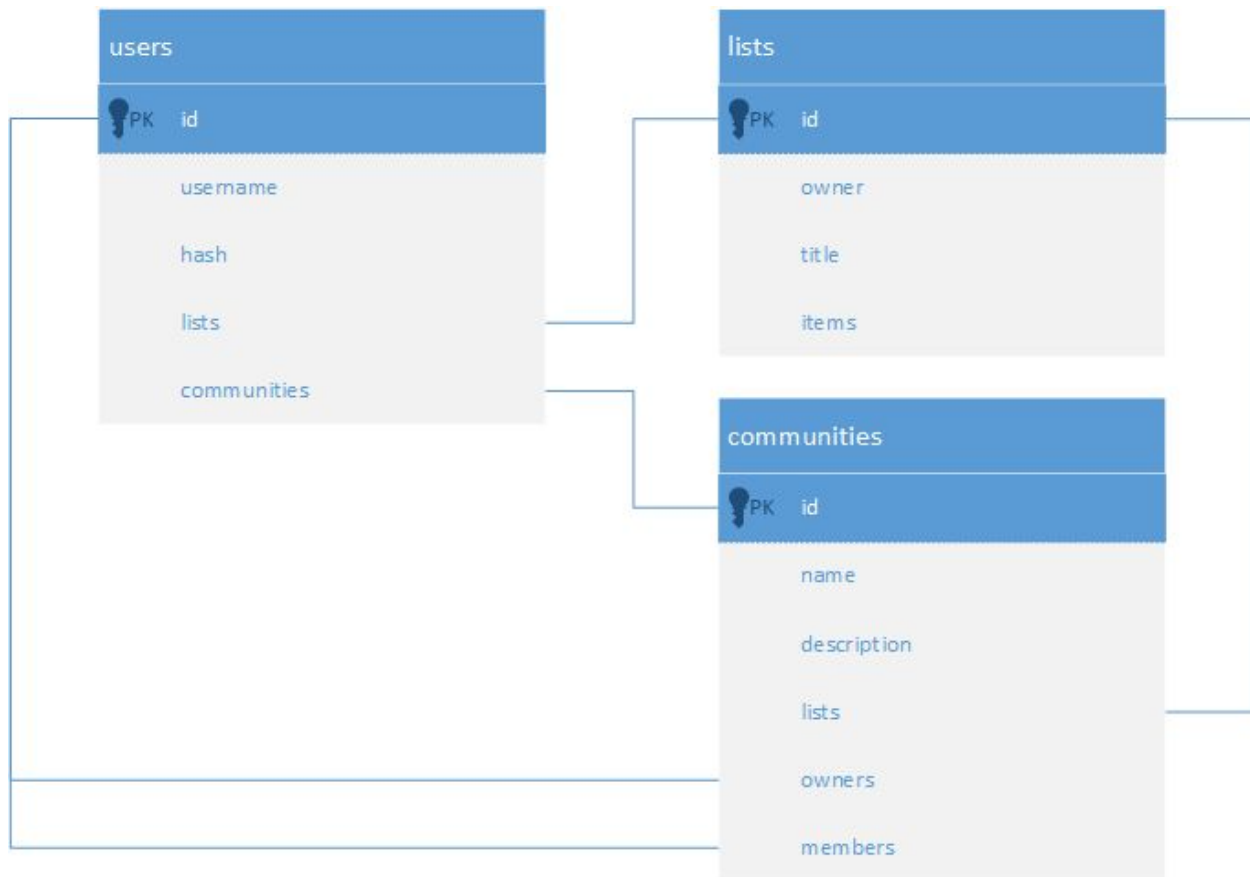 users
PK id
username
hash
lists
communities
lists
PK id
owner
title
items
communities
PK id
name
description
lists
owners
members